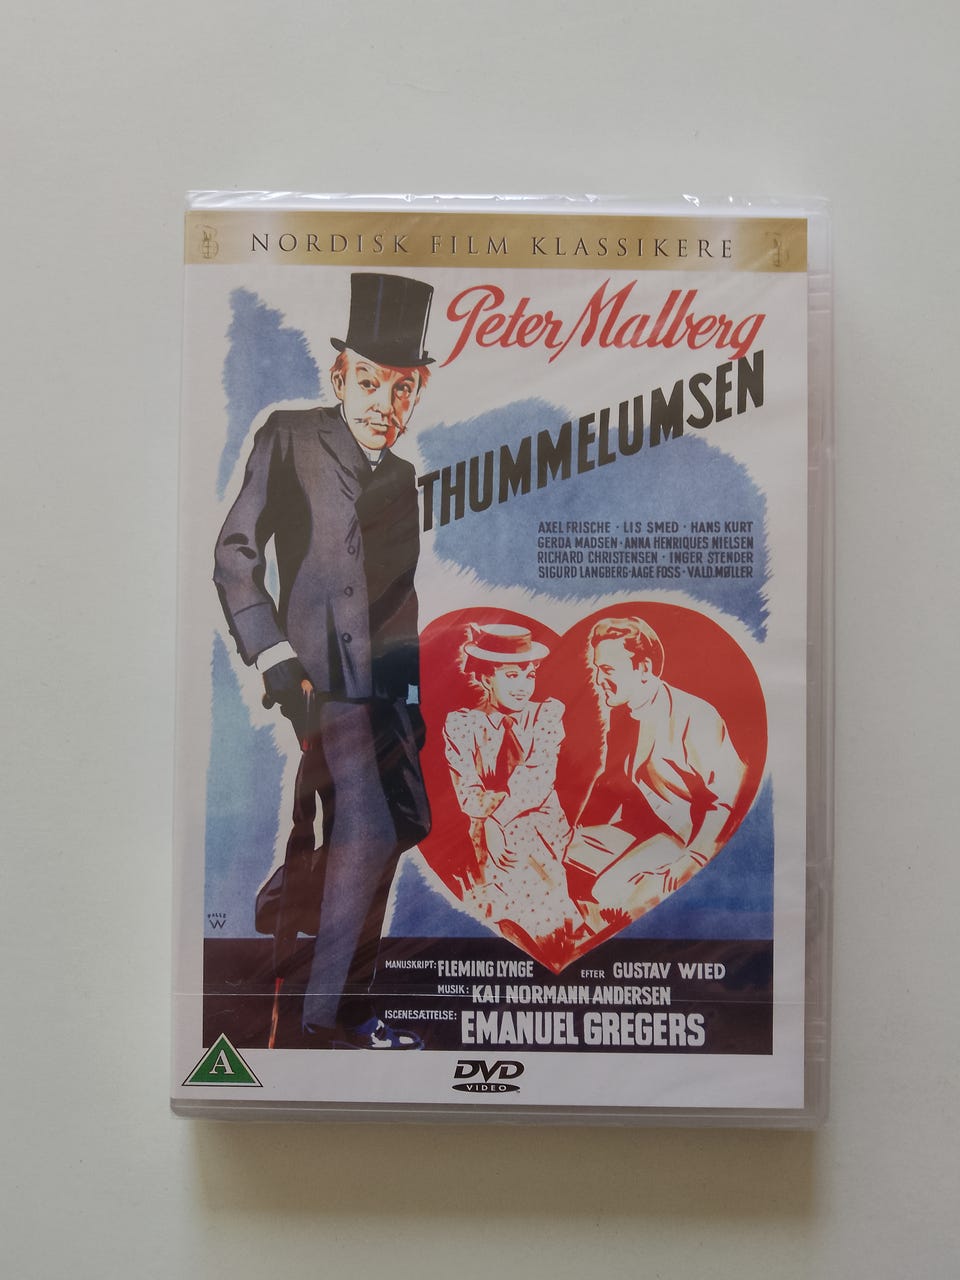 NORDISK FILM KLASSIKERE
Peter Malberg
THUMMELUMSEN
AXEL FRISCHE · LIS SMED · HANS KURT
GERDA MADSEN · ANNA HENRIQUES NIELSEN
RICHARD CHRISTENSEN · INGER STENDER
SIGURD LANGBERG · AAGE FOSS · VALD. MØLLER
PALLE
W
MANUSKRIPT: FLEMING LYNGE EFTER GUSTAV WIED
MUSIK: KAI NORMANN ANDERSEN
ISCENESÆTTELSE: EMANUEL GREGERS
A
DVD
VIDEO